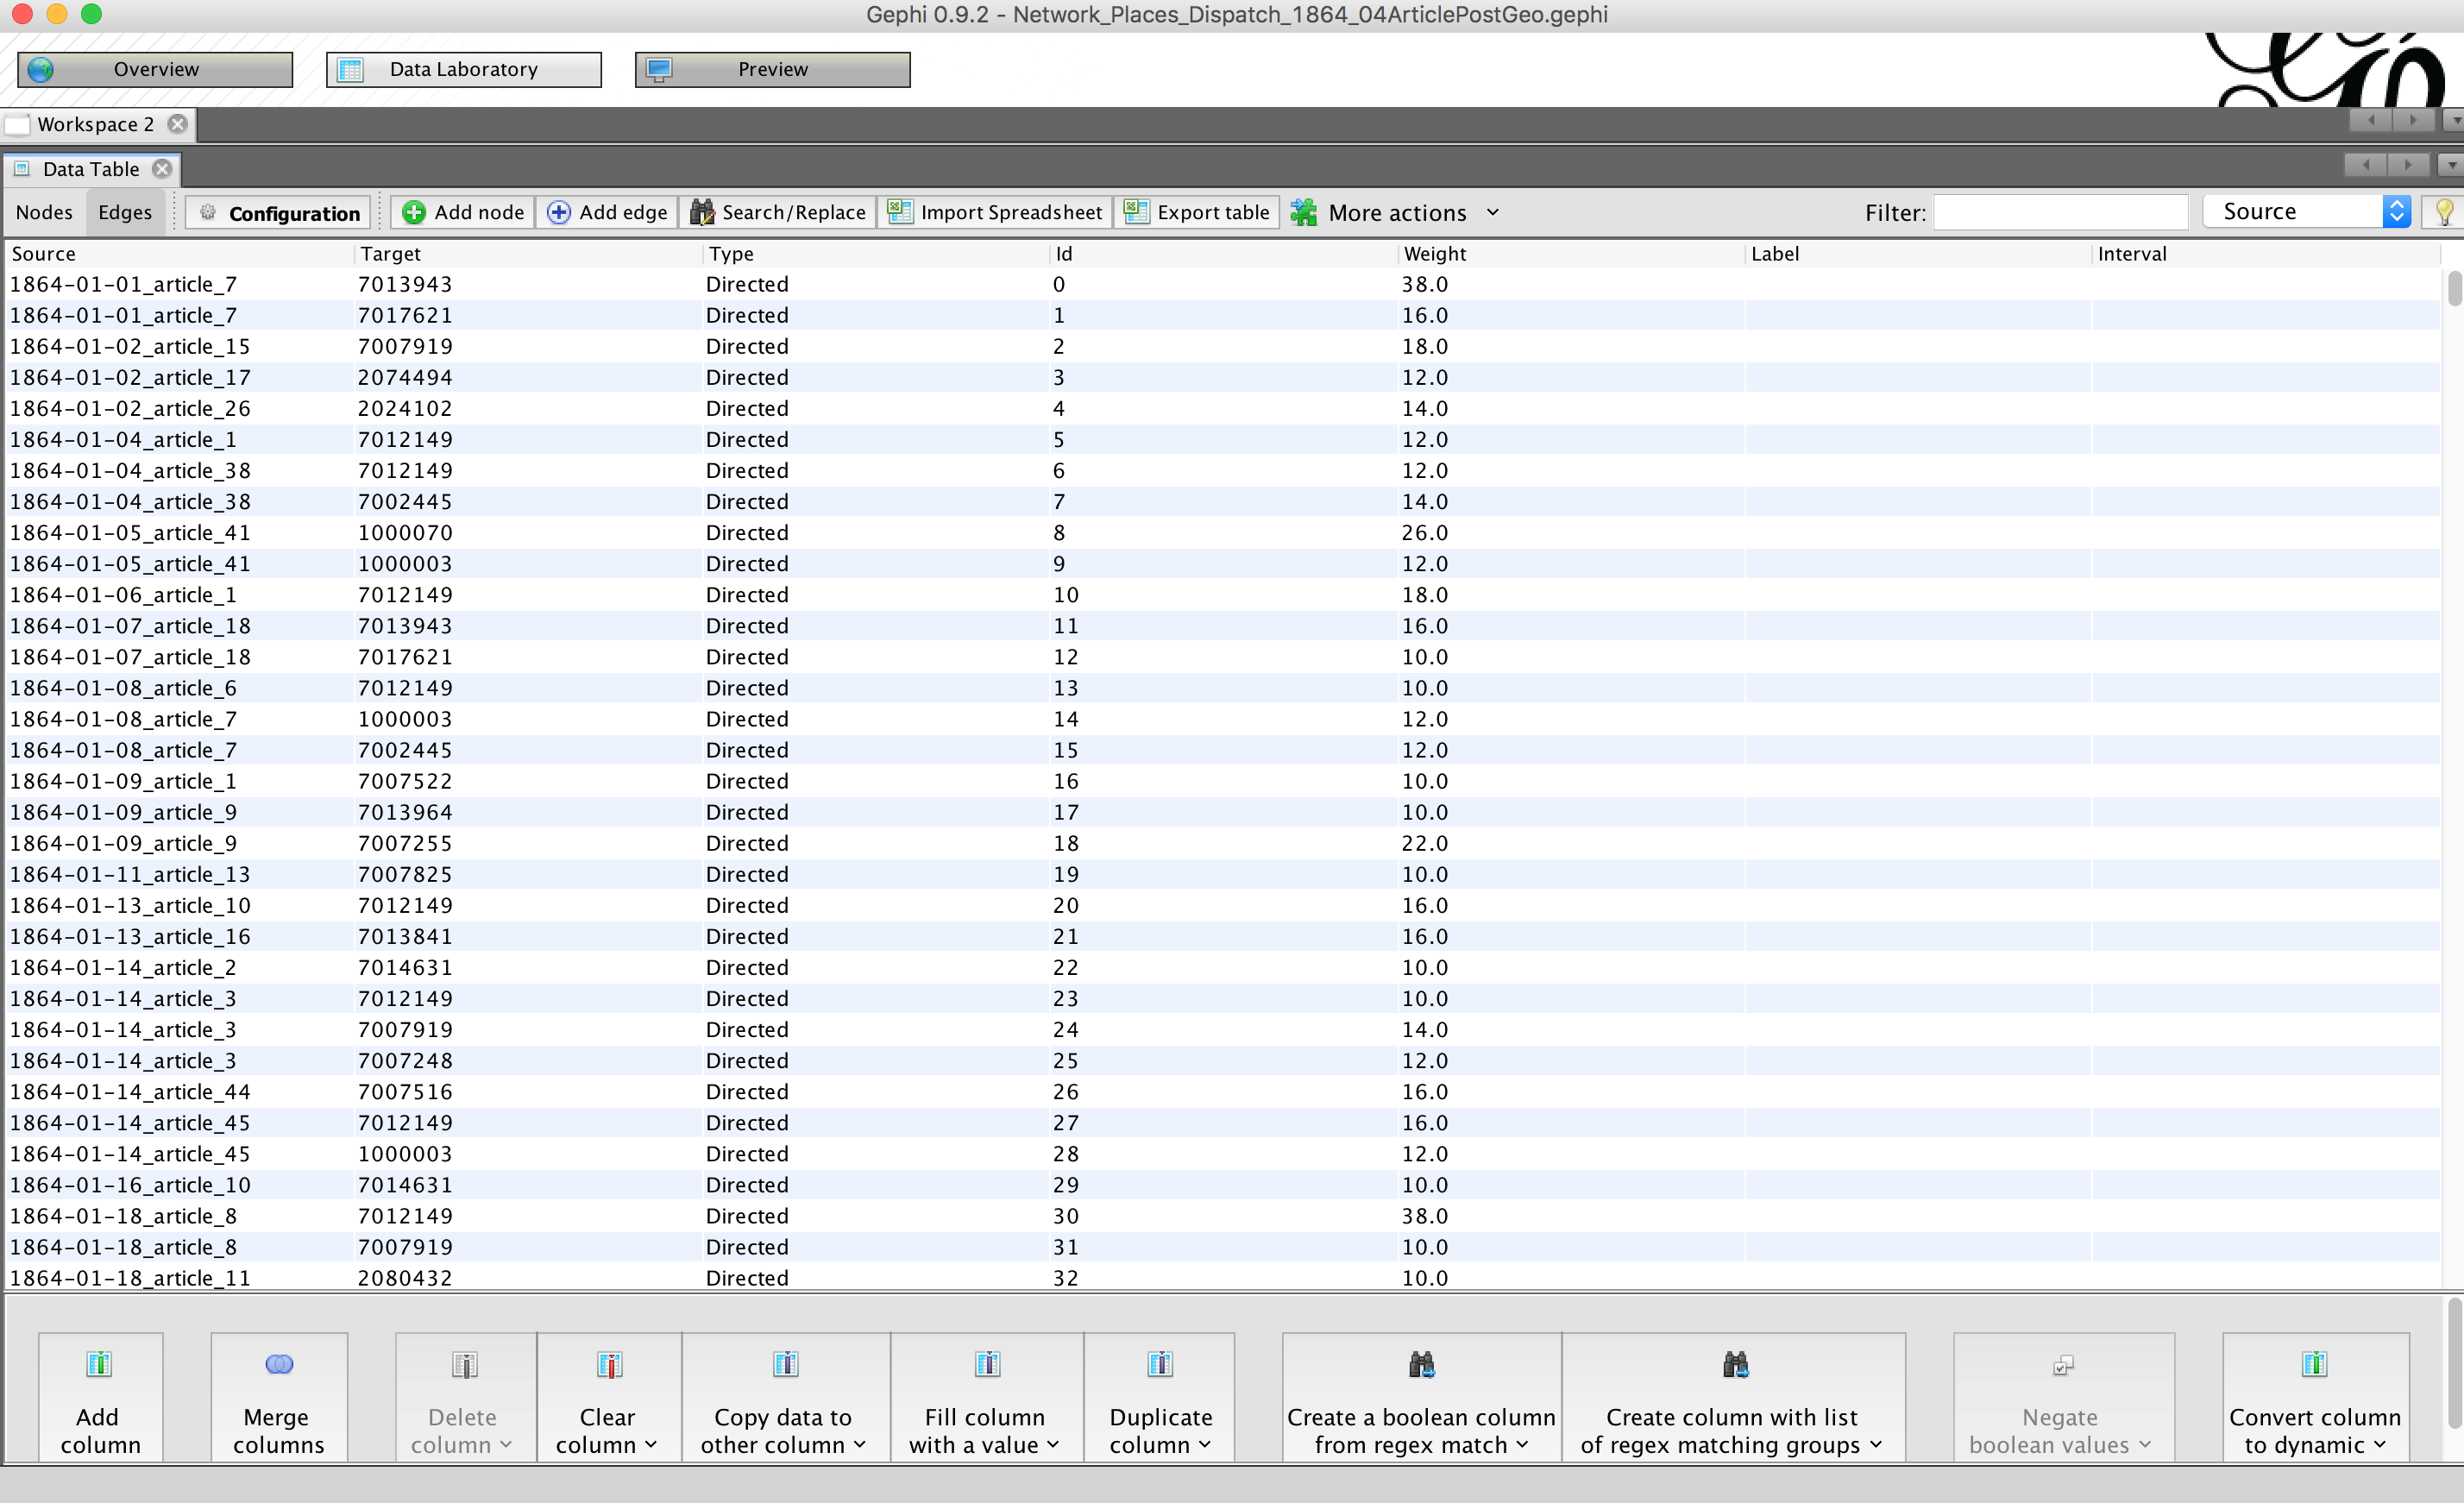 Gephi 0.9.2 - Network_Places_Dispatch_1864_04ArticlePostGeo.gephi
Overview Data Laboratory Preview
Workspace 2
Data Table
Nodes Edges Configuration Add node Add edge Search/Replace Import Spreadsheet Export table More actions Filter: Source
Source Target Type Id Weight Label Interval
1864-01-01_article_7 7013943 Directed 0 38.0
1864-01-01_article_7 7017621 Directed 1 16.0
1864-01-02_article_15 7007919 Directed 2 18.0
1864-01-02_article_17 2074494 Directed 3 12.0
1864-01-02_article_26 2024102 Directed 4 14.0
1864-01-04_article_1 7012149 Directed 5 12.0
1864-01-04_article_38 7012149 Directed 6 12.0
1864-01-04_article_38 7002445 Directed 7 14.0
1864-01-05_article_41 1000070 Directed 8 26.0
1864-01-05_article_41 1000003 Directed 9 12.0
1864-01-06_article_1 7012149 Directed 10 18.0
1864-01-07_article_18 7013943 Directed 11 16.0
1864-01-07_article_18 7017621 Directed 12 10.0
1864-01-08_article_6 7012149 Directed 13 10.0
1864-01-08_article_7 1000003 Directed 14 12.0
1864-01-08_article_7 7002445 Directed 15 12.0
1864-01-09_article_1 7007522 Directed 16 10.0
1864-01-09_article_9 7013964 Directed 17 10.0
1864-01-09_article_9 7007255 Directed 18 22.0
1864-01-11_article_13 7007825 Directed 19 10.0
1864-01-13_article_10 7012149 Directed 20 16.0
1864-01-13_article_16 7013841 Directed 21 16.0
1864-01-14_article_2 7014631 Directed 22 10.0
1864-01-14_article_3 7012149 Directed 23 10.0
1864-01-14_article_3 7007919 Directed 24 14.0
1864-01-14_article_3 7007248 Directed 25 12.0
1864-01-14_article_44 7007516 Directed 26 16.0
1864-01-14_article_45 7012149 Directed 27 16.0
1864-01-14_article_45 1000003 Directed 28 12.0
1864-01-16_article_10 7014631 Directed 29 10.0
1864-01-18_article_8 7012149 Directed 30 38.0
1864-01-18_article_8 7007919 Directed 31 10.0
1864-01-18_article_11 2080432 Directed 32 10.0
Add Merge Delete Clear Copy data to Fill column Duplicate Create a boolean column Create column with list Negate Convert column
column columns column column other column with a value column from regex match of regex matching groups boolean values to dynamic